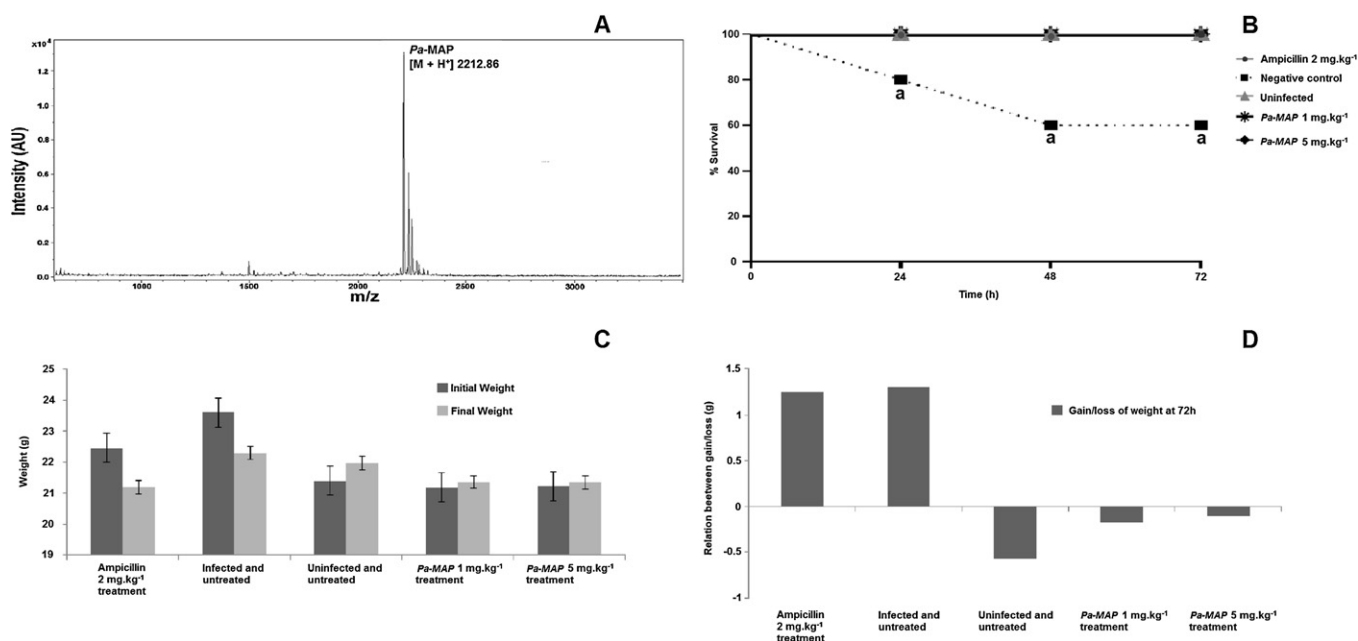 A
×10⁴
1.2
1.0
0.8
0.6
0.4
0.2
0.0
Intensity (AU)
Pa-MAP
[M + H⁺] 2212.86
1000
1500
2000
2500
3000
m/z
B
100
80
60
40
20
0
% Survival
a
a
a
0
24
48
72
Time (h)
Ampicillin 2 mg.kg⁻¹
Negative control
Uninfected
Pa-MAP 1 mg.kg⁻¹
Pa-MAP 5 mg.kg⁻¹
C
25
24
23
22
21
20
19
Weight (g)
Initial Weight
Final Weight
Ampicillin
2 mg.kg⁻¹
treatment
Infected and
untreated
Uninfected and
untreated
Pa-MAP 1 mg.kg⁻¹
treatment
Pa-MAP 5 mg.kg⁻¹
treatment
D
1.5
1
0.5
0
-0.5
-1
Relation beetween gain/loss (g)
Gain/loss of weight at 72h
Ampicillin
2 mg.kg⁻¹
treatment
Infected and
untreated
Uninfected and
untreated
Pa-MAP 1 mg.kg⁻¹
treatment
Pa-MAP 5 mg.kg⁻¹
treatment